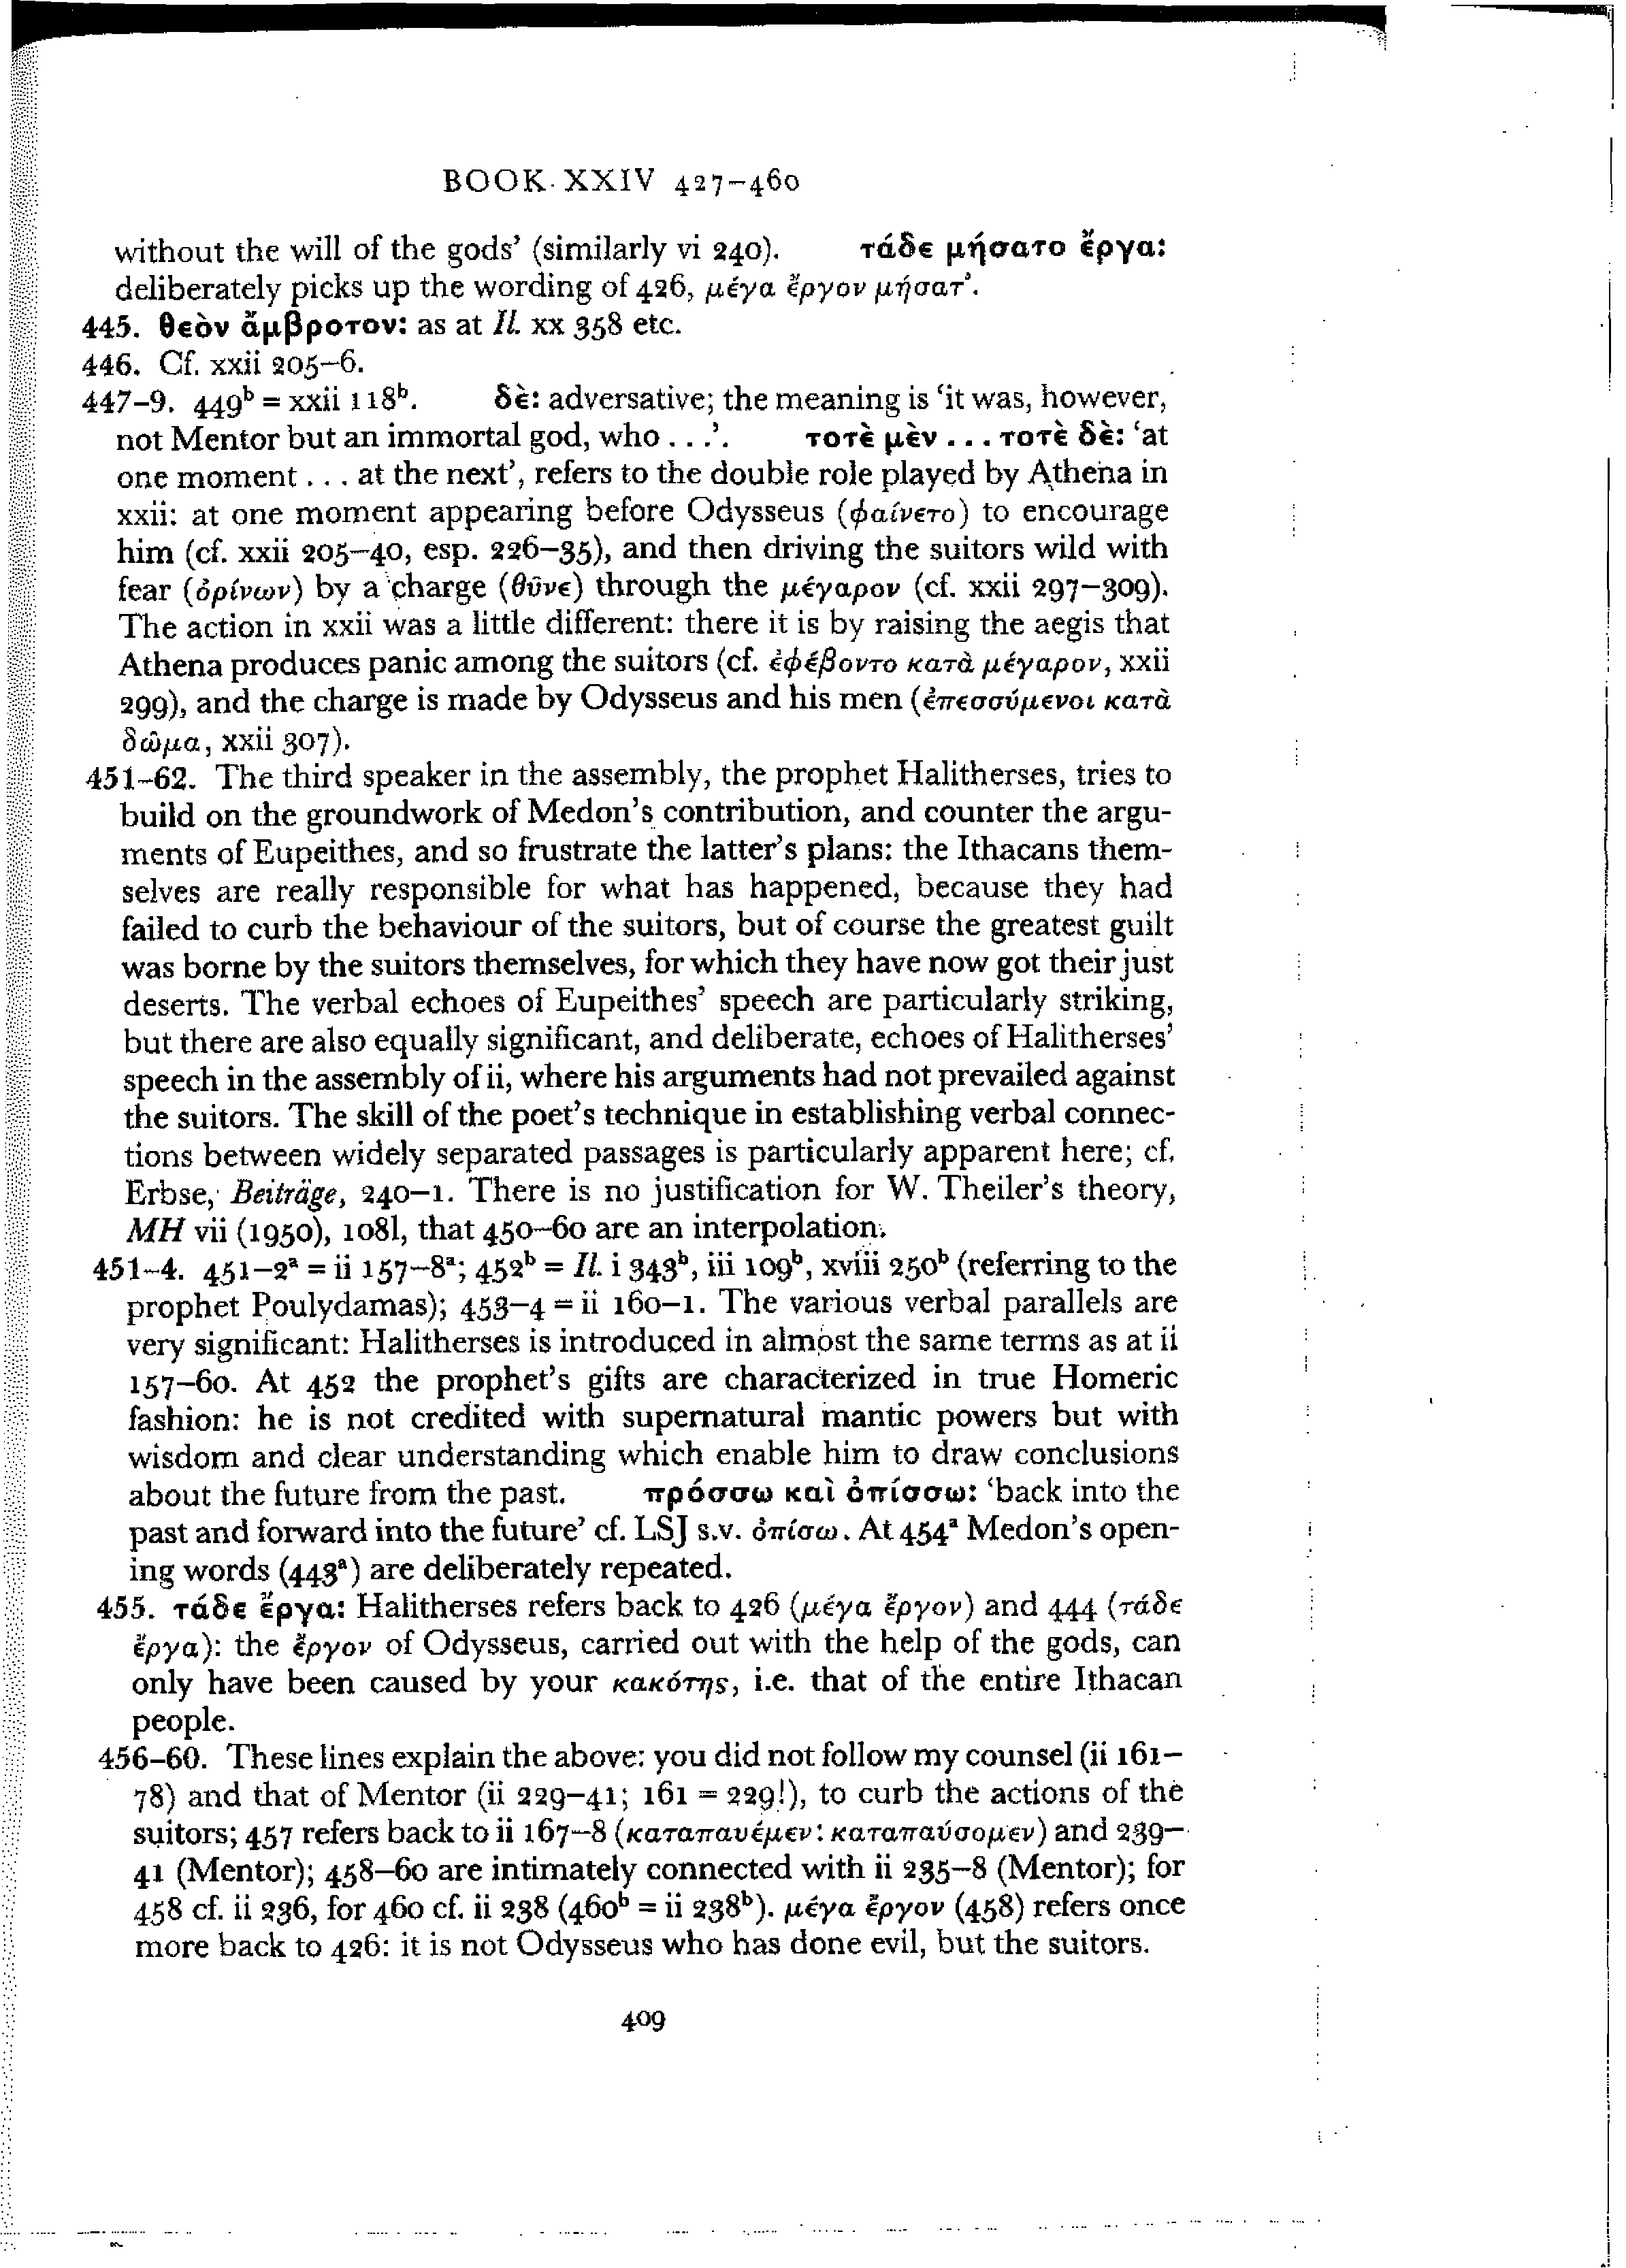 BOOK XXIV 427–460
without the will of the gods’ (similarly vi 240). τάδε μήσατο ἔργα:
deliberately picks up the wording of 426, μέγα ἔργον μήσατ’.
445. θεὸν ἄμβροτον: as at Il. xx 358 etc.
446. Cf. xxii 205–6.
447–9. 449ᵇ = xxii 118ᵇ. δὲ: adversative; the meaning is ‘it was, however,
not Mentor but an immortal god, who . . .’. τοτὲ μὲν . . . τοτὲ δὲ: ‘at
one moment . . . at the next’, refers to the double role played by Athena in
xxii: at one moment appearing before Odysseus (φαίνετο) to encourage
him (cf. xxii 205–40, esp. 226–35), and then driving the suitors wild with
fear (ὀρίνων) by a charge (θῦνε) through the μέγαρον (cf. xxii 297–309).
The action in xxii was a little different: there it is by raising the aegis that
Athena produces panic among the suitors (cf. ἐφέβοντο κατὰ μέγαρον, xxii
299), and the charge is made by Odysseus and his men (ἐπεσσύμενοι κατὰ
δῶμα, xxii 307).
451–62. The third speaker in the assembly, the prophet Halitherses, tries to
build on the groundwork of Medon’s contribution, and counter the argu-
ments of Eupeithes, and so frustrate the latter’s plans: the Ithacans them-
selves are really responsible for what has happened, because they had
failed to curb the behaviour of the suitors, but of course the greatest guilt
was borne by the suitors themselves, for which they have now got their just
deserts. The verbal echoes of Eupeithes’ speech are particularly striking,
but there are also equally significant, and deliberate, echoes of Halitherses’
speech in the assembly of ii, where his arguments had not prevailed against
the suitors. The skill of the poet’s technique in establishing verbal connec-
tions between widely separated passages is particularly apparent here; cf.
Erbse, Beiträge, 240–1. There is no justification for W. Theiler’s theory,
MH vii (1950), 108l, that 450–60 are an interpolation.
451–4. 451–2ᵃ = ii 157–8ᵃ; 452ᵇ = Il. i 343ᵇ, iii 109ᵇ, xviii 250ᵇ (referring to the
prophet Poulydamas); 453–4 = ii 160–1. The various verbal parallels are
very significant: Halitherses is introduced in almost the same terms as at ii
157–60. At 452 the prophet’s gifts are characterized in true Homeric
fashion: he is not credited with supernatural mantic powers but with
wisdom and clear understanding which enable him to draw conclusions
about the future from the past. πρόσσω καὶ ὀπίσσω: ‘back into the
past and forward into the future’ cf. LSJ s.v. ὀπίσω. At 454ᵃ Medon’s open-
ing words (443ᵃ) are deliberately repeated.
455. τάδε ἔργα: Halitherses refers back to 426 (μέγα ἔργον) and 444 (τάδε
ἔργα): the ἔργον of Odysseus, carried out with the help of the gods, can
only have been caused by your κακότης, i.e. that of the entire Ithacan
people.
456–60. These lines explain the above: you did not follow my counsel (ii 161–
78) and that of Mentor (ii 229–41; 161 = 229!), to curb the actions of the
suitors; 457 refers back to ii 167–8 (καταπαυέμεν: καταπαύσομεν) and 239–
41 (Mentor); 458–60 are intimately connected with ii 235–8 (Mentor); for
458 cf. ii 236, for 460 cf. ii 238 (460ᵇ = ii 238ᵇ). μέγα ἔργον (458) refers once
more back to 426: it is not Odysseus who has done evil, but the suitors.
409